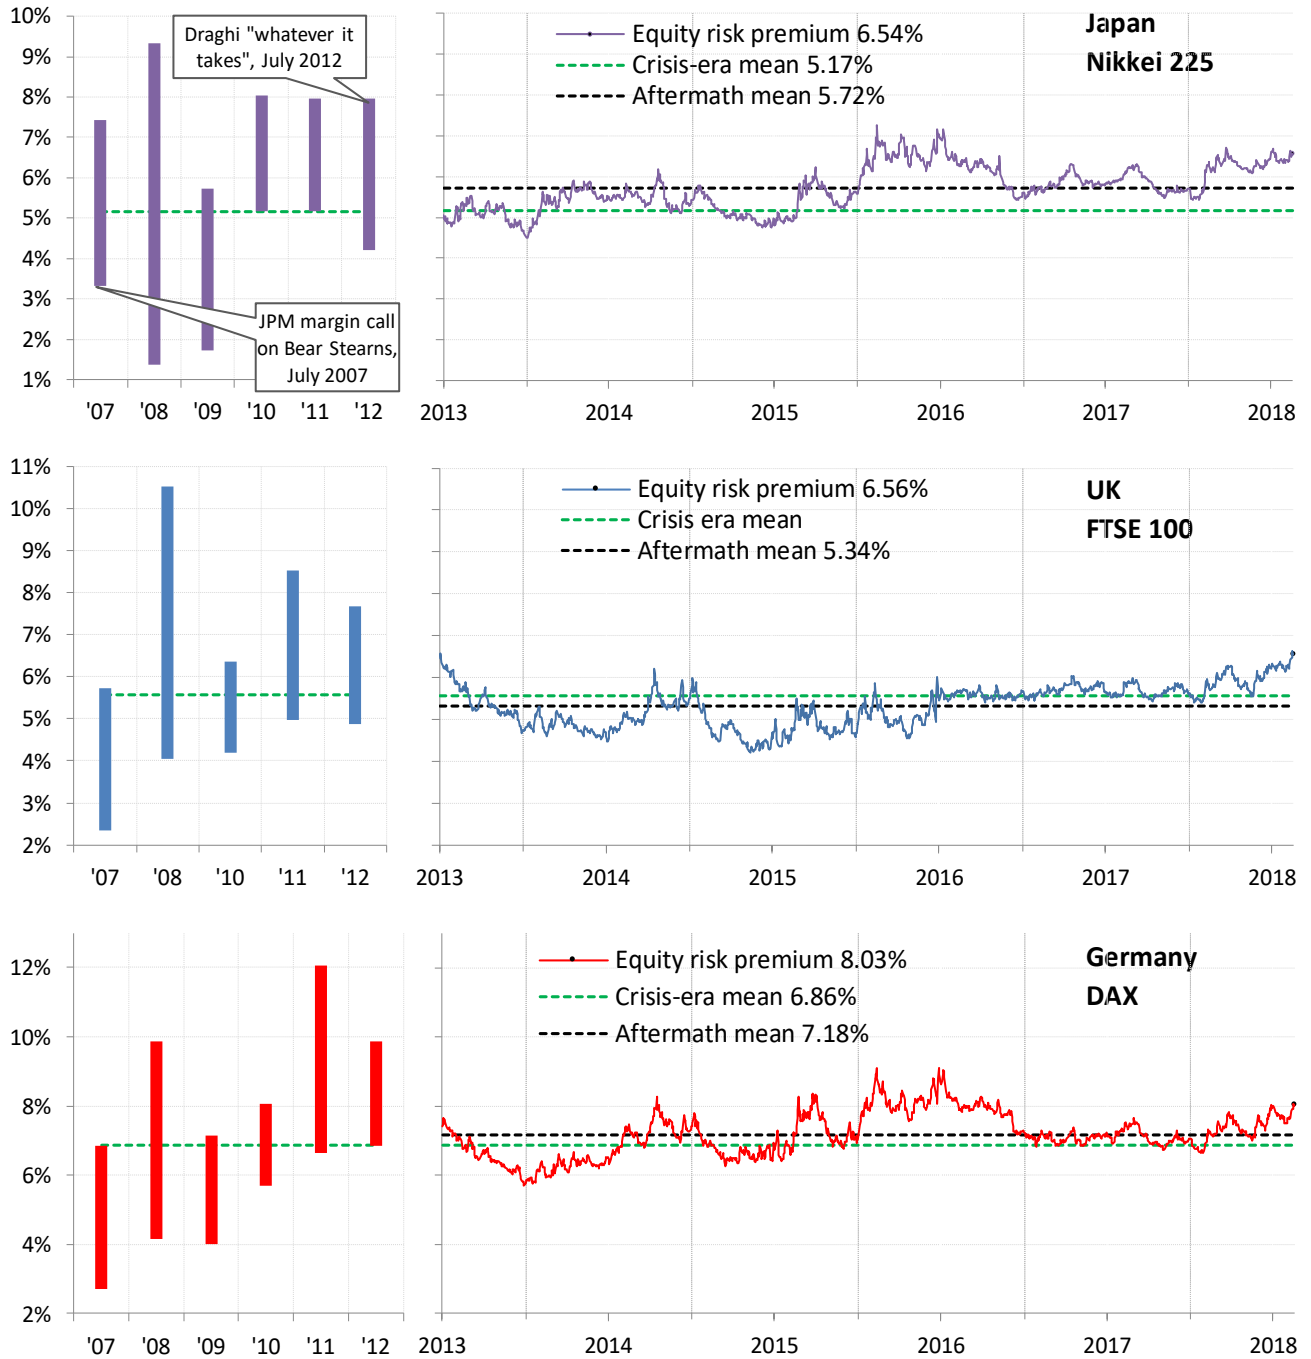 10%
9%
8%
7%
6%
5%
4%
3%
2%
1%
Draghi "whatever it
takes", July 2012
JPM margin call
on Bear Stearns,
July 2007
'07 '08 '09 '10 '11 '12
Equity risk premium 6.54%
Crisis-era mean 5.17%
Aftermath mean 5.72%
Japan
Nikkei 225
2013 2014 2015 2016 2017 2018
11%
10%
9%
8%
7%
6%
5%
4%
3%
2%
'07 '08 '10 '11 '12
Equity risk premium 6.56%
Crisis era mean
Aftermath mean 5.34%
UK
FTSE 100
2013 2014 2015 2016 2017 2018
12%
10%
8%
6%
4%
2%
'07 '08 '09 '10 '11 '12
Equity risk premium 8.03%
Crisis-era mean 6.86%
Aftermath mean 7.18%
Germany
DAX
2013 2014 2015 2016 2017 2018